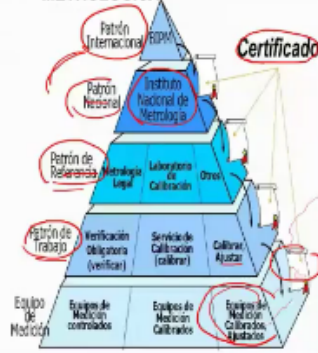 Patrón
Internacional
BIPM
Certificado
Patrón
Nacional
Instituto
Nacional de
Metrología
Patrón de
Referencia
Metrología
Legal
Laboratorio
de
Calibración
Otros
Patrón de
Trabajo
Verificación
Obligatoria
(verificar)
Servicio de
Calibración
(calibrar)
Calibrar,
Ajustar
Equipo
de
Medición
Equipos de
Medición
controlados
Equipos de
Medición
Calibrados
Equipos de
Medición
Calibrados,
Ajustados